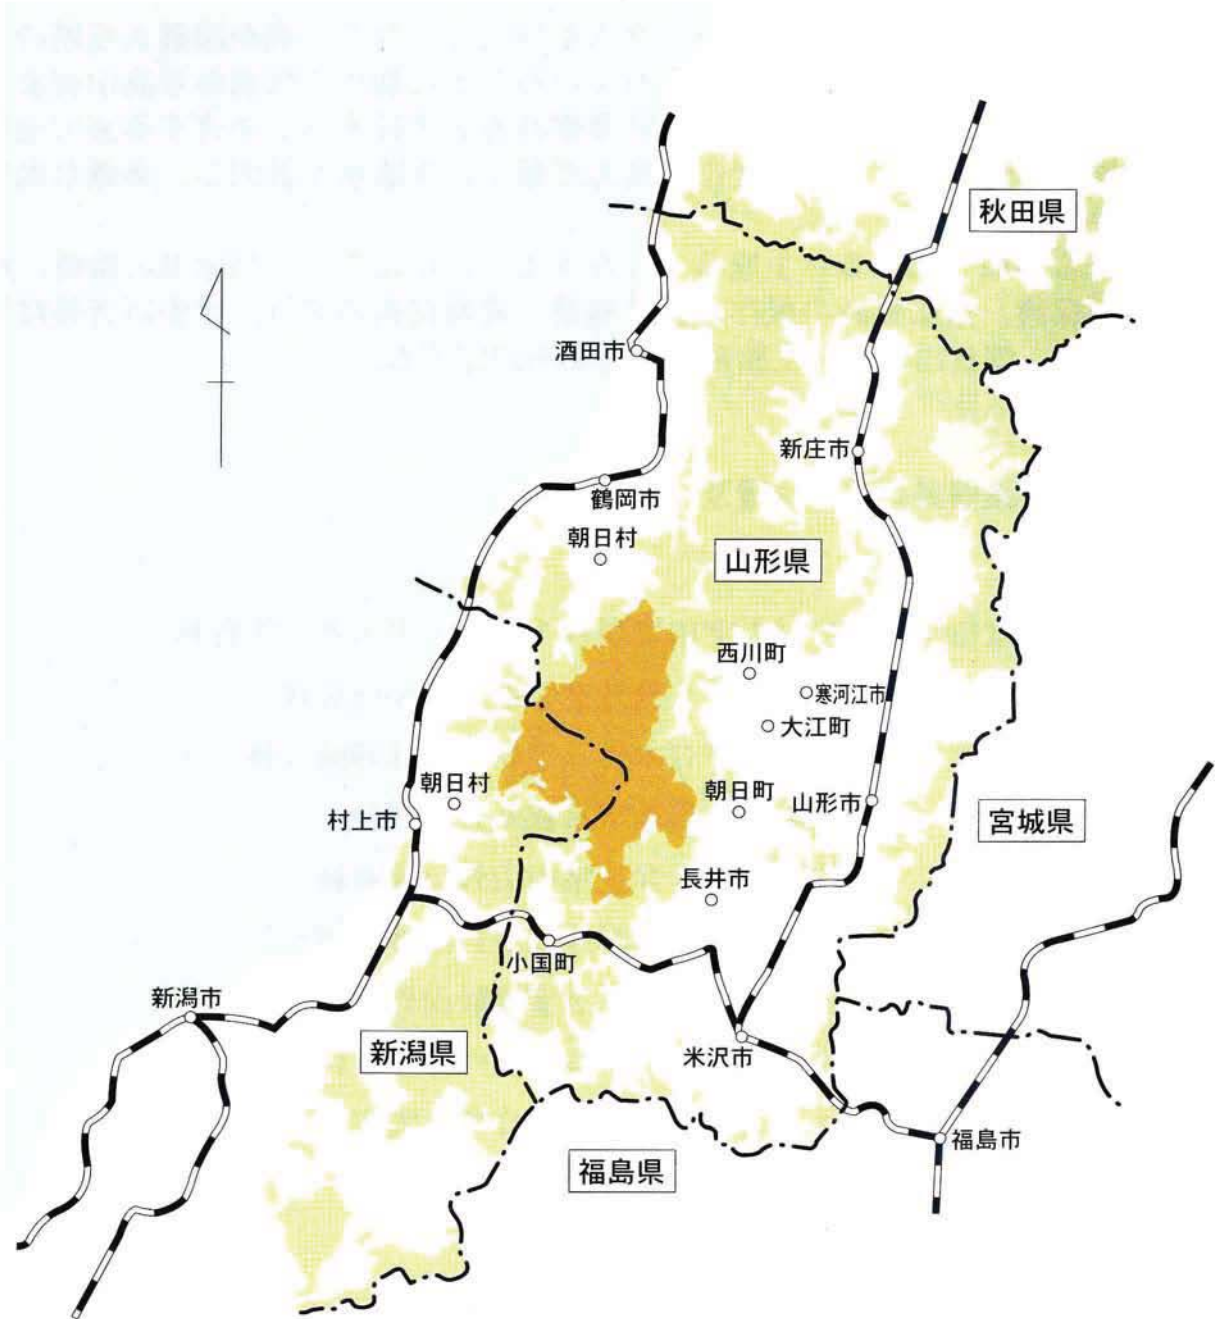 秋田県
酒田市
新庄市
鶴岡市
朝日村
山形県
西川町
寒河江市
大江町
朝日村
朝日町
山形市
村上市
宮城県
長井市
小国町
新潟市
新潟県
米沢市
福島市
福島県